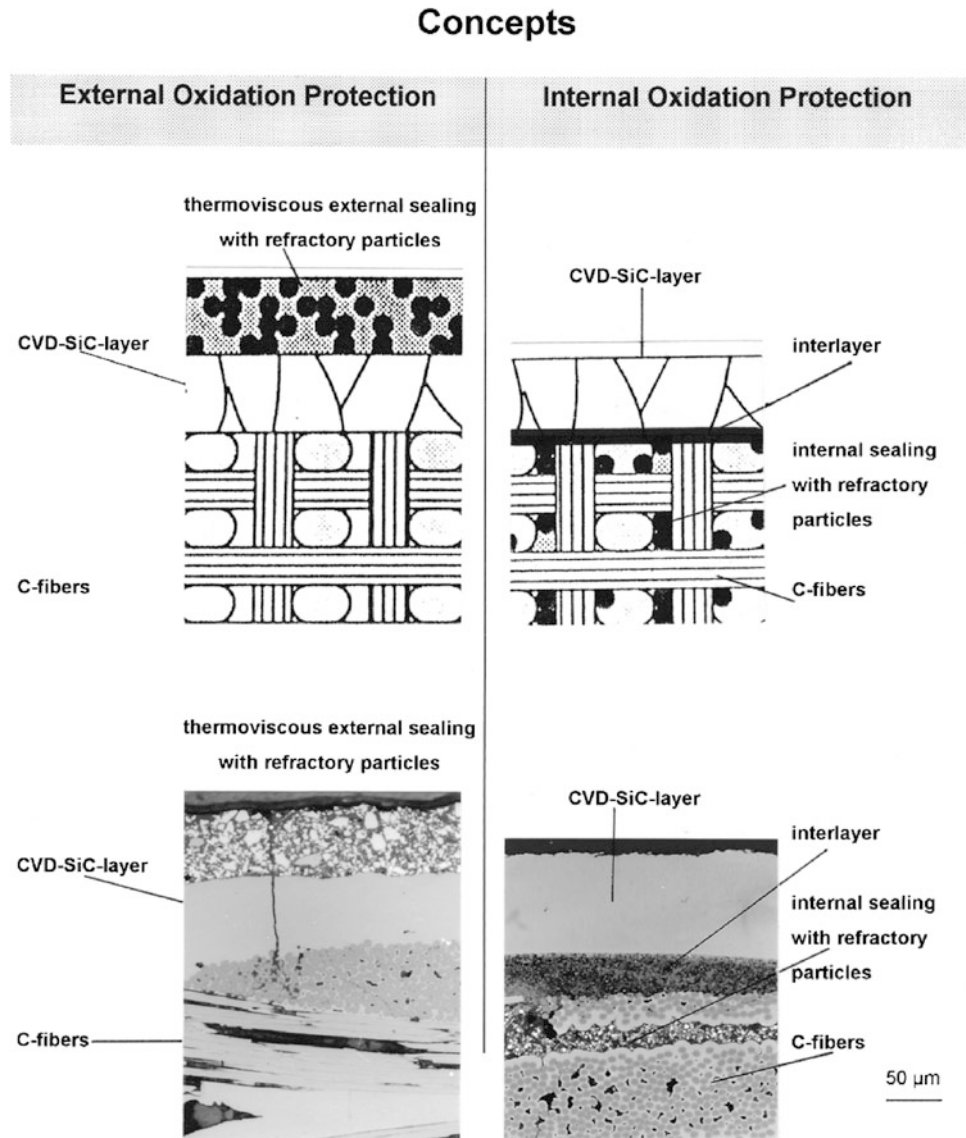 Concepts
External Oxidation Protection
Internal Oxidation Protection
thermoviscous external sealing
with refractory particles
CVD-SiC-layer
C-fibers
CVD-SiC-layer
interlayer
internal sealing
with refractory
particles
C-fibers
thermoviscous external sealing
with refractory particles
CVD-SiC-layer
C-fibers
CVD-SiC-layer
interlayer
internal sealing
with refractory
particles
C-fibers
50 µm